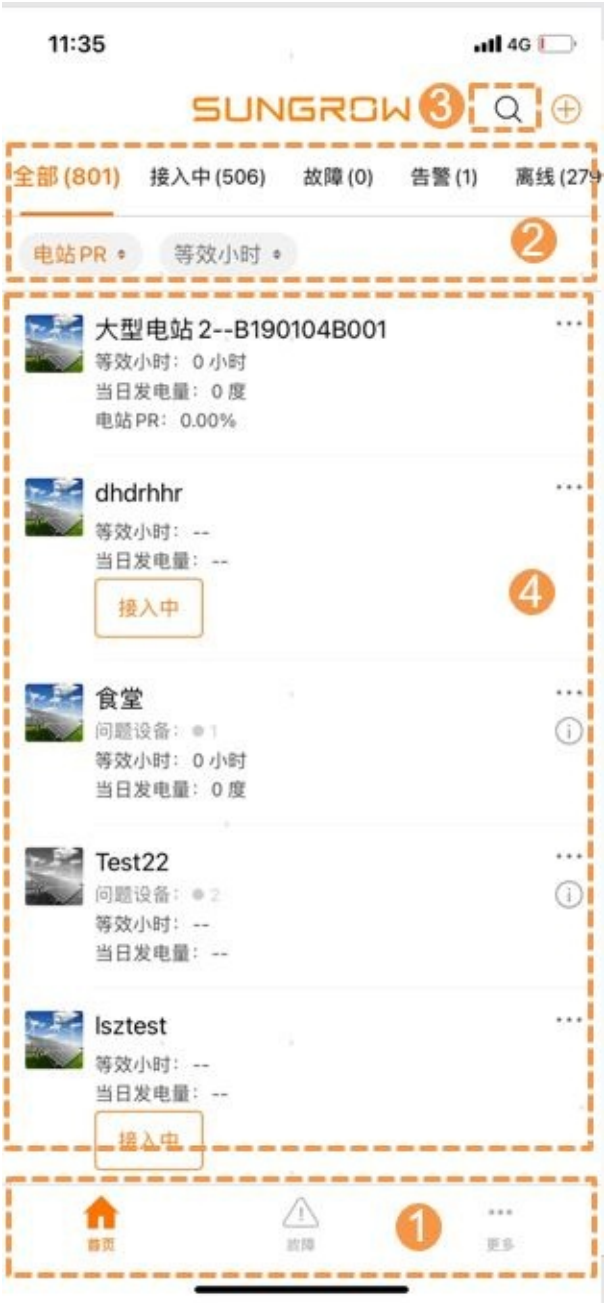 11:35 4G
SUNGROW 3
全部 (801) 接入中 (506) 故障 (0) 告警 (1) 离线 (279
电站 PR 等效小时 2
大型电站 2--B190104B001
等效小时： 0 小时
当日发电量： 0 度
电站 PR： 0.00%
dhdrhhr
等效小时： --
当日发电量： --
接入中 4
食堂
问题设备： 1
等效小时： 0 小时
当日发电量： 0 度
Test22
问题设备： 2
等效小时： --
当日发电量： --
lsztest
等效小时： --
当日发电量： --
接入中
首页 故障 1 更多